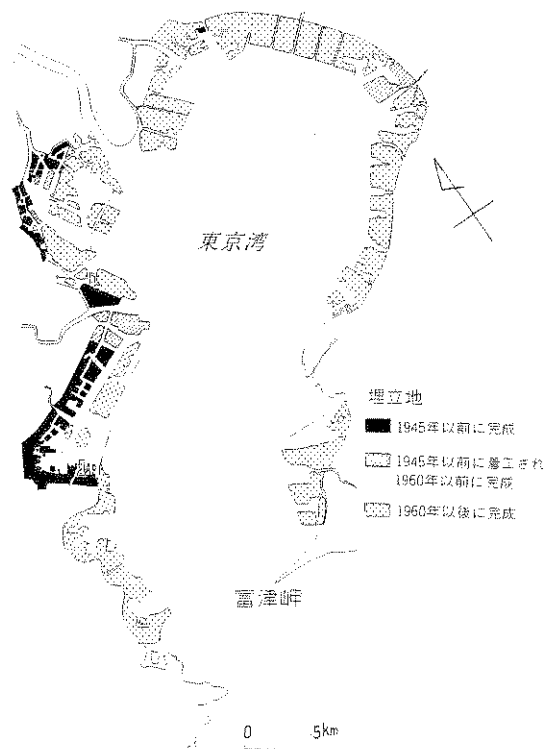 東京湾
埋立地
1945年以前に完成
1945年以前に着工され
1960年以前に完成
1960年以後に完成
富津岬
0 5km